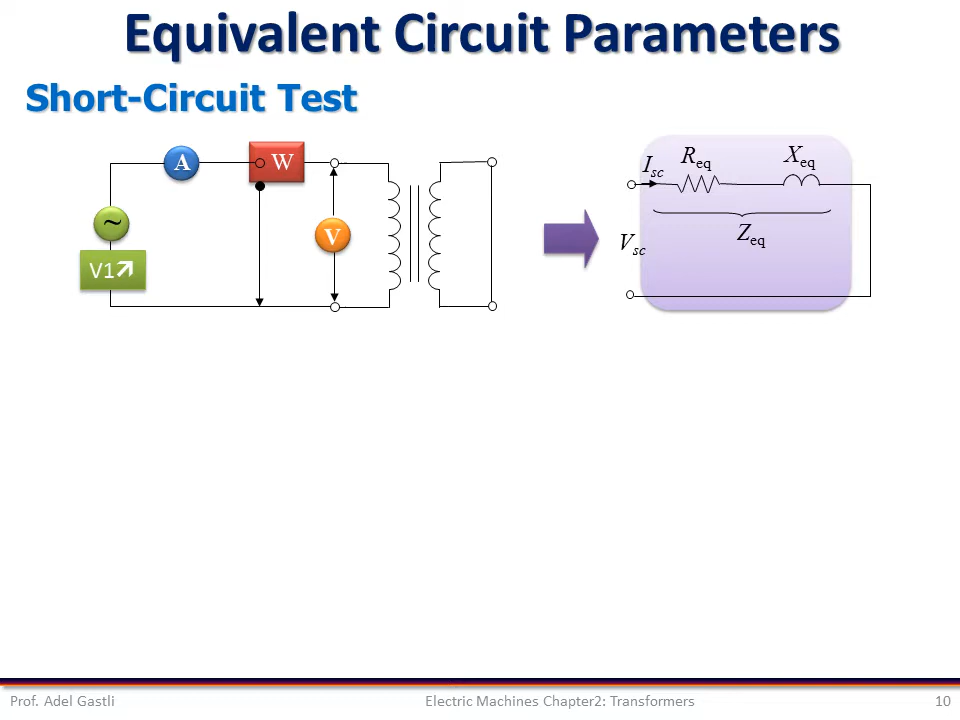 Equivalent Circuit Parameters
Short-Circuit Test
A
W
~
V
V1↗
I_sc
R_eq
X_eq
Z_eq
V_sc
Prof. Adel Gastli
Electric Machines Chapter2: Transformers
10